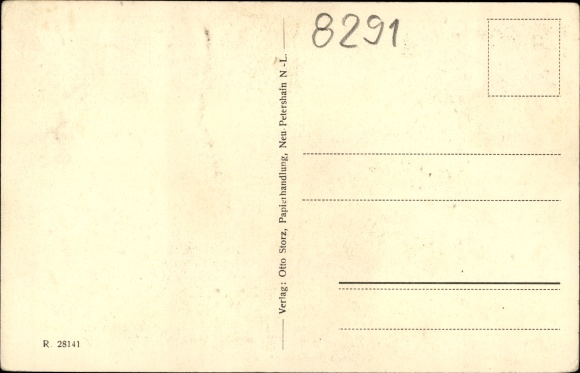 8291
Verlag: Otto Storz, Papierhandlung, Neu-Petershain N.-L.
R. 28141